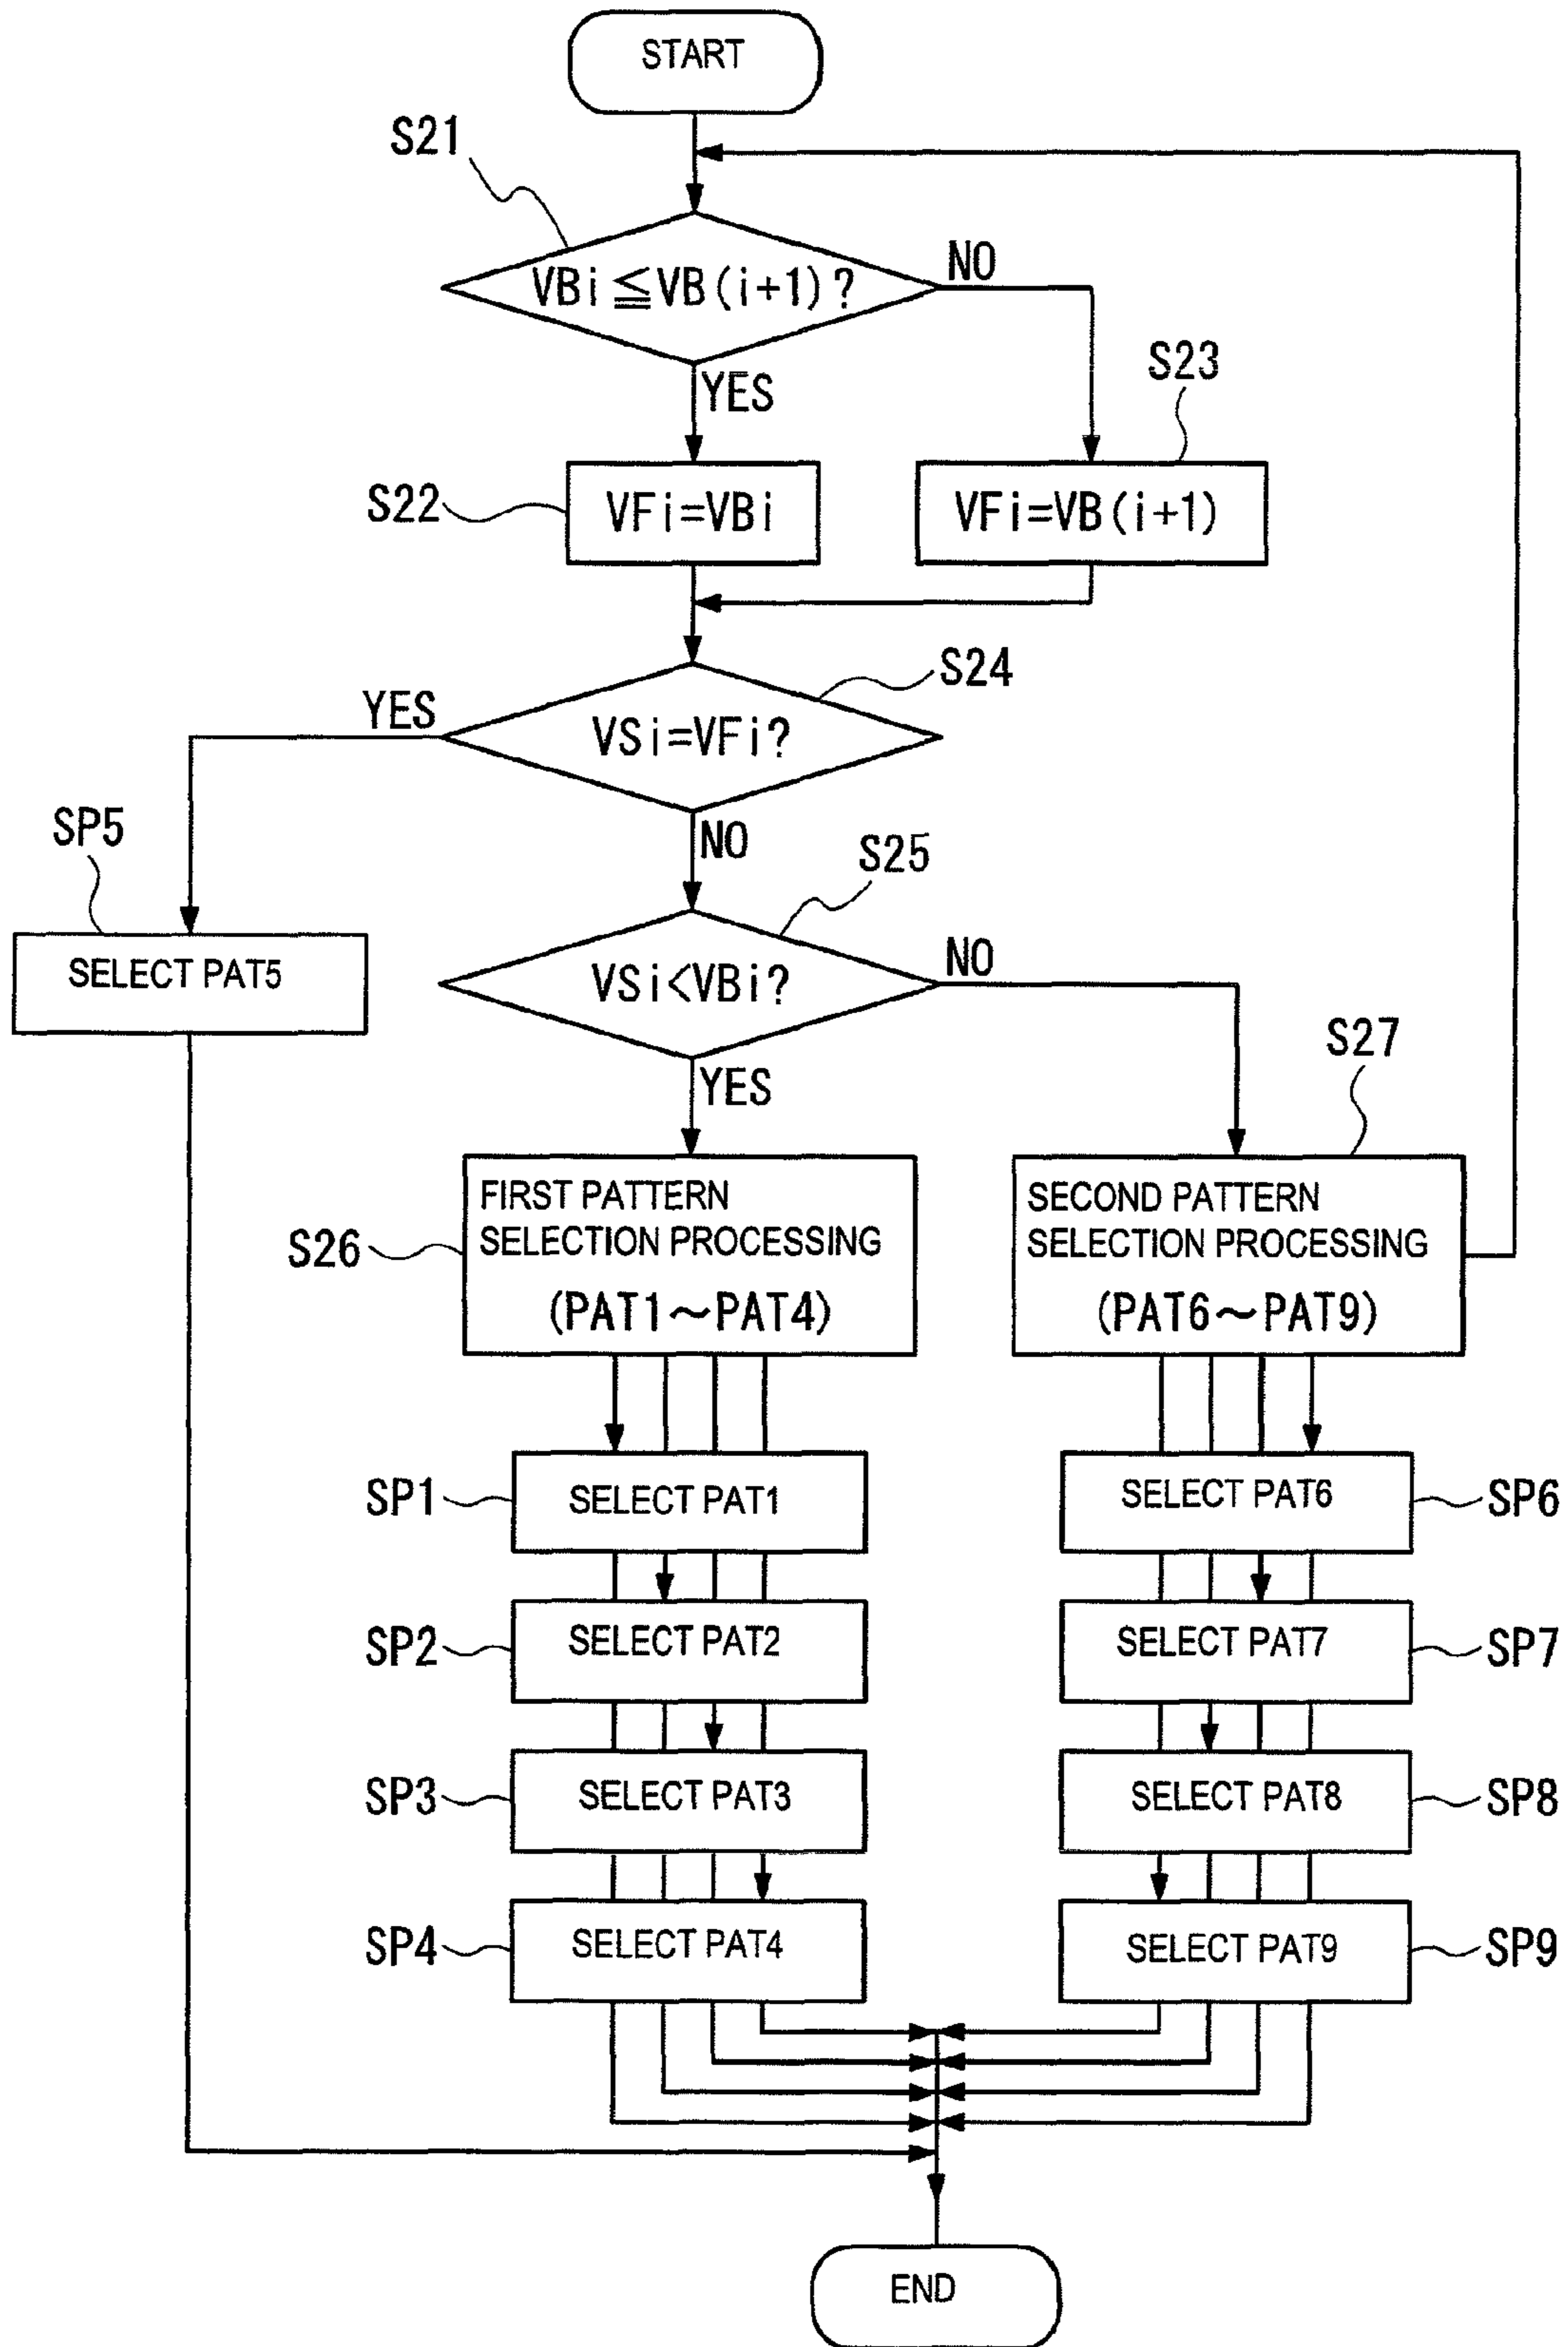 START
S21
VBi≦VB(i+1)?
NO
YES
S23
S22
VFi=VBi
VFi=VB(i+1)
S24
YES
VSi=VFi?
NO
SP5
SELECT PAT5
S25
VSi<VBi?
NO
YES
S27
S26
FIRST PATTERN
SELECTION PROCESSING
(PAT1～PAT4)
SECOND PATTERN
SELECTION PROCESSING
(PAT6～PAT9)
SP1
SELECT PAT1
SELECT PAT6
SP6
SP2
SELECT PAT2
SELECT PAT7
SP7
SP3
SELECT PAT3
SELECT PAT8
SP8
SP4
SELECT PAT4
SELECT PAT9
SP9
END